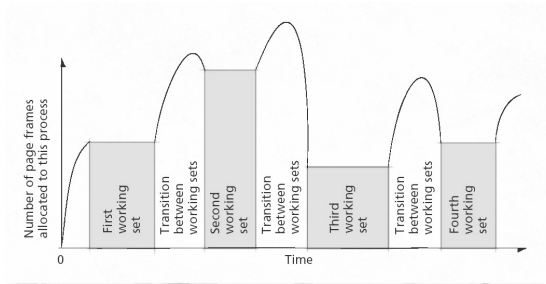 Number of page frames
allocated to this process
First
working
set
Transition
between
working sets
Second
working
set
Transition
between
working sets
Third
working
set
Transition
between
working sets
Fourth
working
set
0
Time